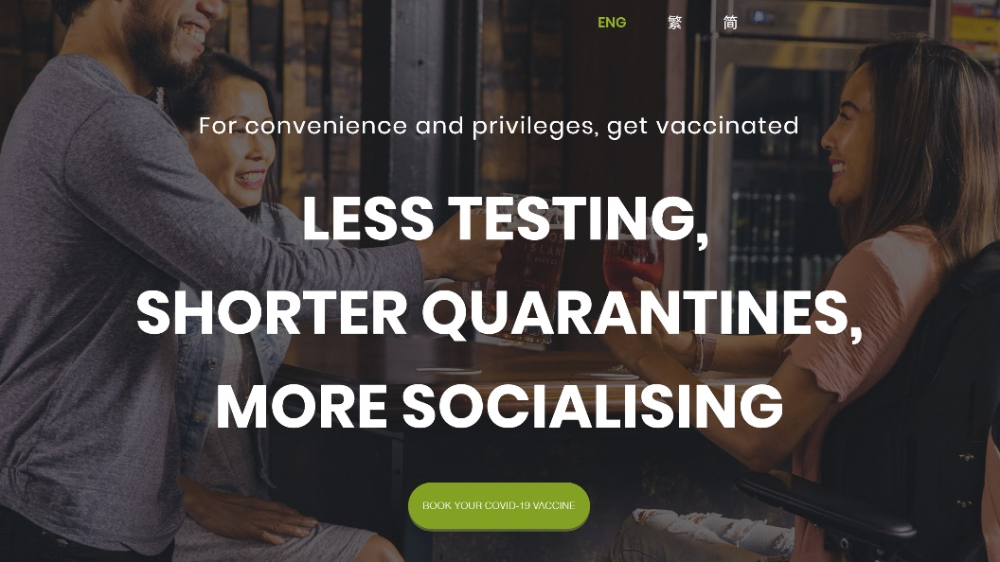 ENG 繁 简
For convenience and privileges, get vaccinated
LESS TESTING,
SHORTER QUARANTINES,
MORE SOCIALISING
BOOK YOUR COVID-19 VACCINE